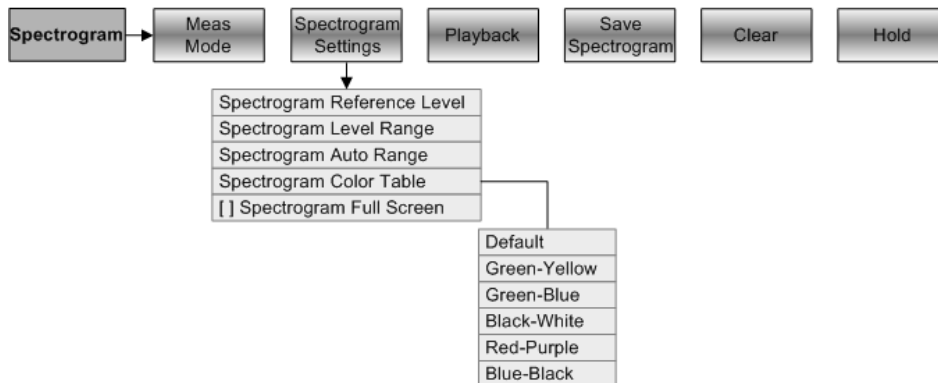 Spectrogram
Meas
Mode
Spectrogram
Settings
Playback
Save
Spectrogram
Clear
Hold
Spectrogram Reference Level
Spectrogram Level Range
Spectrogram Auto Range
Spectrogram Color Table
[ ] Spectrogram Full Screen
Default
Green-Yellow
Green-Blue
Black-White
Red-Purple
Blue-Black